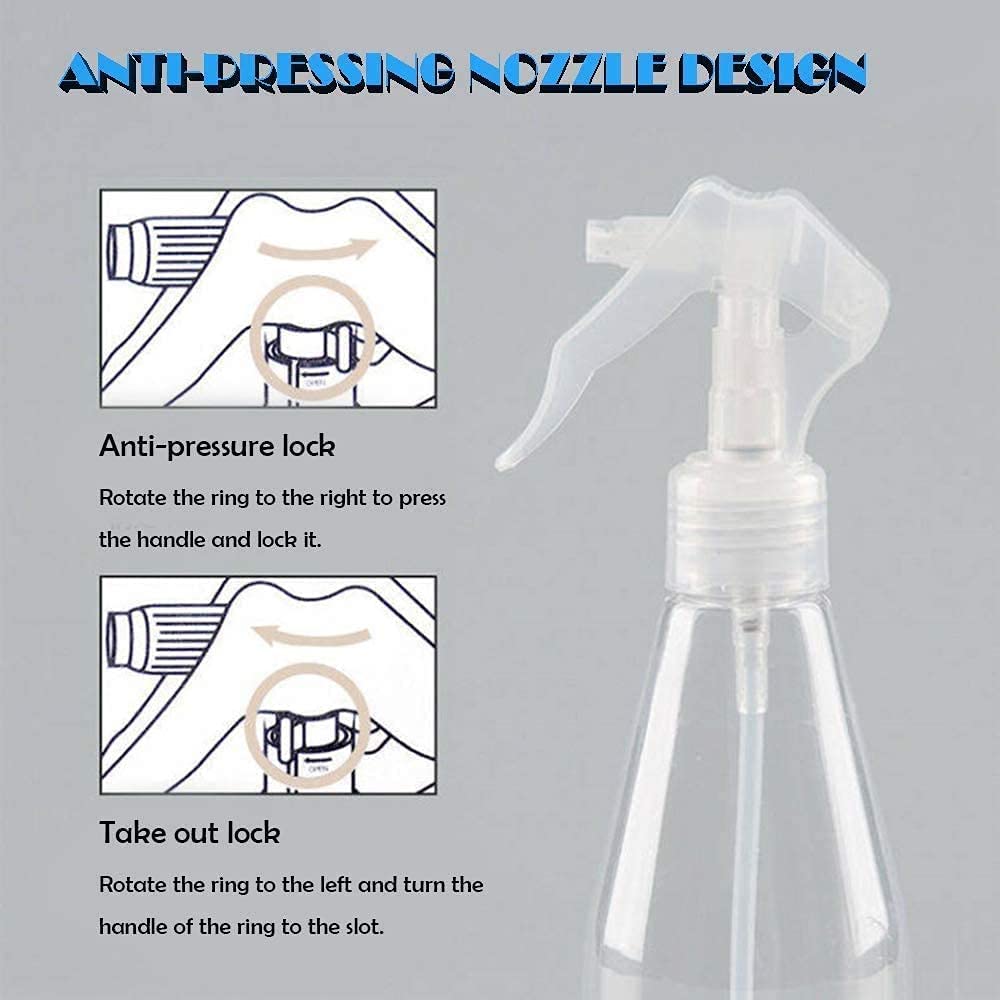 ANTI-PRESSING NOZZLE DESIGN
OPEN
Anti-pressure lock
Rotate the ring to the right to press
the handle and lock it.
OPEN
Take out lock
Rotate the ring to the left and turn the
handle of the ring to the slot.